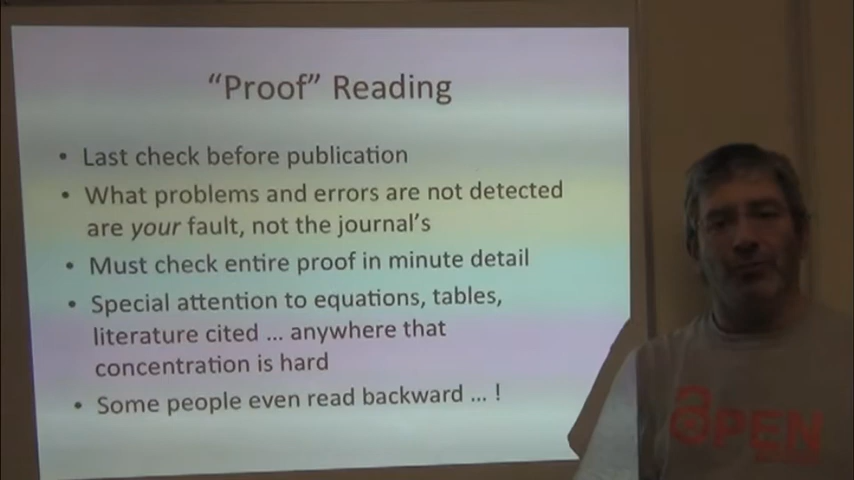 “Proof” Reading
• Last check before publication
• What problems and errors are not detected
are your fault, not the journal’s
• Must check entire proof in minute detail
• Special attention to equations, tables,
literature cited ... anywhere that
concentration is hard
• Some people even read backward ... !
OPEN